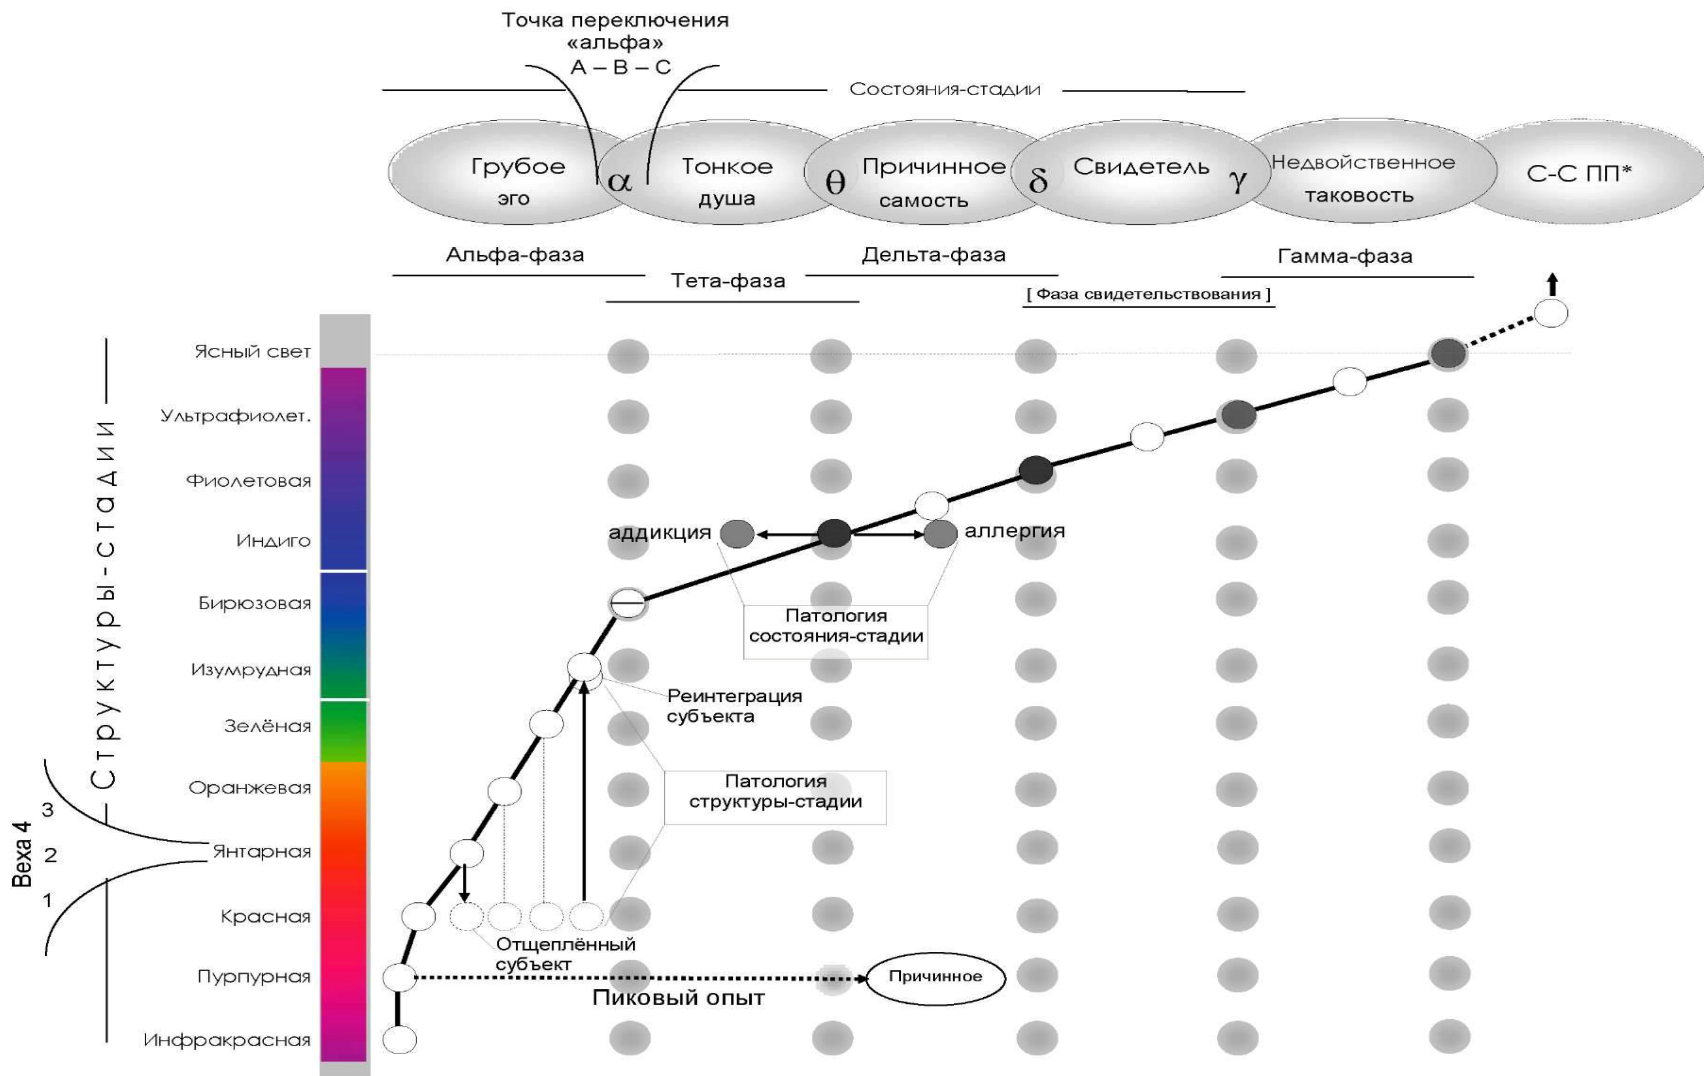 Точка переключения
«альфа»
А – В – С
Состояния-стадии
Грубое
эго
α
Тонкое
душа
θ
Причинное
самость
δ
Свидетель
γ
Недвойственное
таковость
С-С ПП*
Альфа-фаза
Тета-фаза
Дельта-фаза
[ Фаза свидетельствования ]
Гамма-фаза
Структуры-стадии
Ясный свет
Ультрафиолет.
Фиолетовая
Индиго
Бирюзовая
Изумрудная
Зелёная
Оранжевая
Янтарная
Красная
Пурпурная
Инфракрасная
Веха 4
3
2
1
аддикция
аллергия
Патология
состояния-стадии
Реинтеграция
субъекта
Патология
структуры-стадии
Отщеплённый
субъект
Пиковый опыт
Причинное